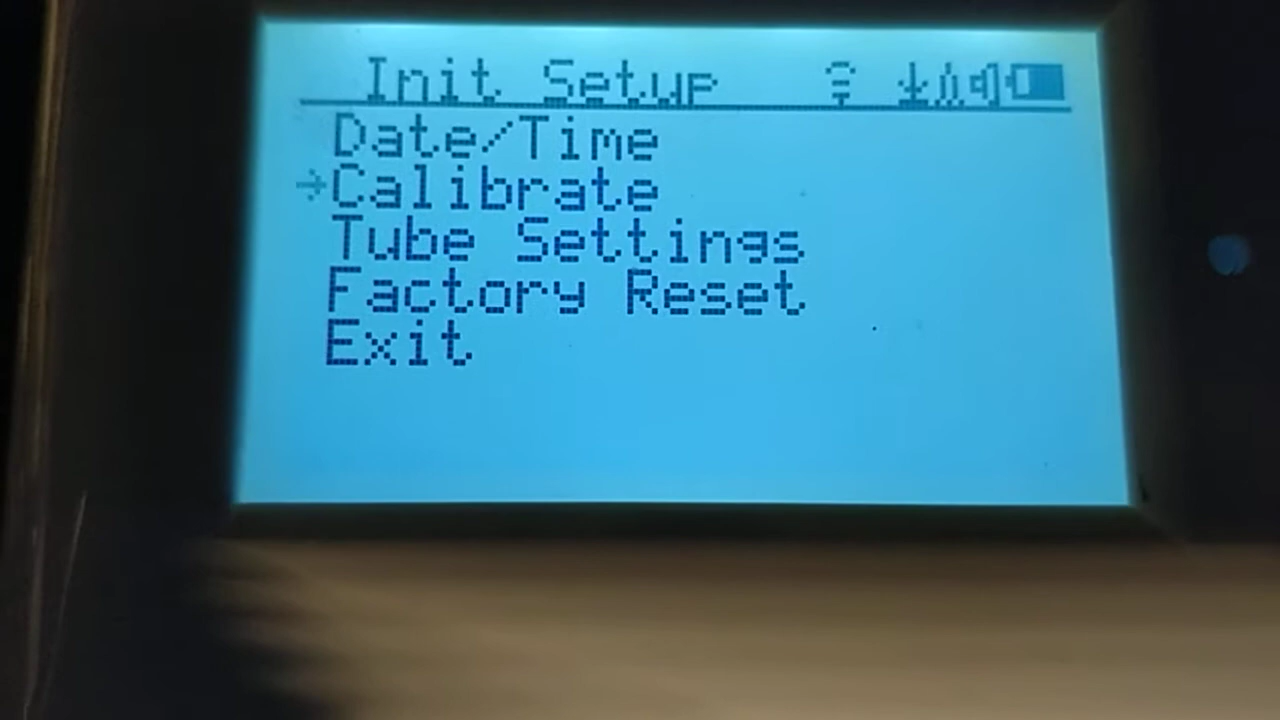 Init Setup
Date/Time
→Calibrate
Tube Settings
Factory Reset
Exit